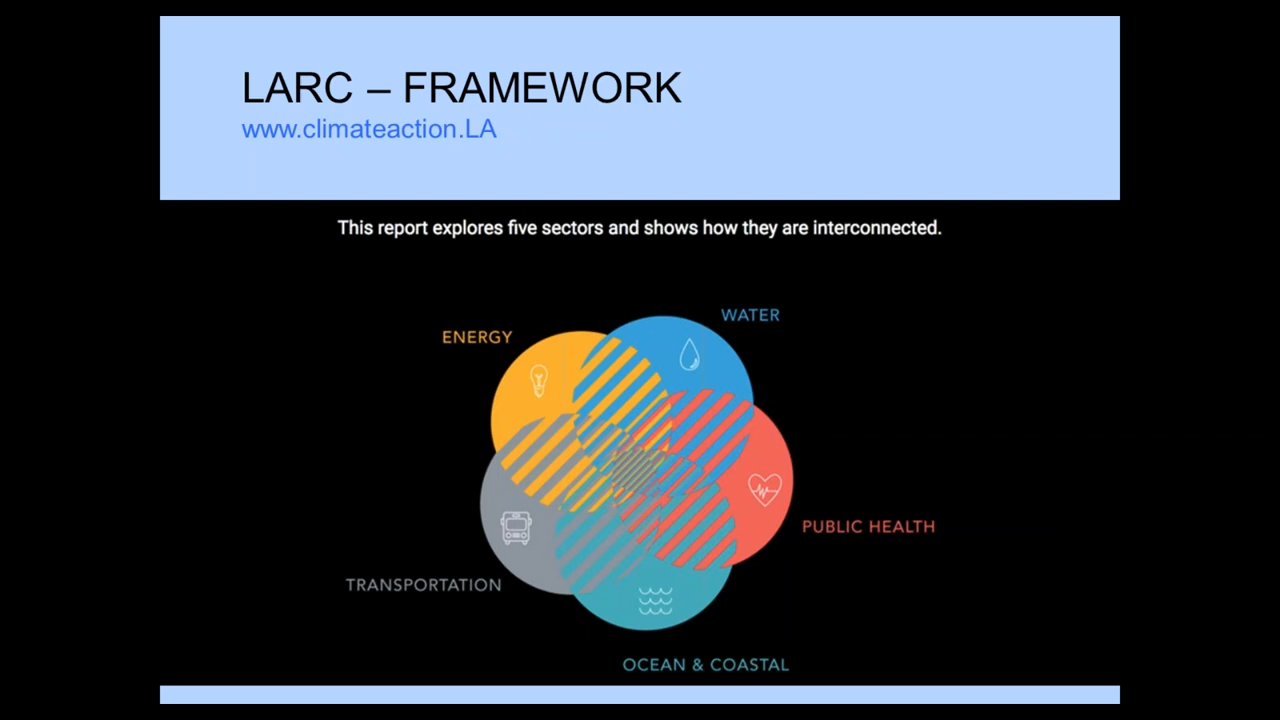 LARC – FRAMEWORK
www.climateaction.LA
This report explores five sectors and shows how they are interconnected.
WATER
ENERGY
PUBLIC HEALTH
TRANSPORTATION
OCEAN & COASTAL